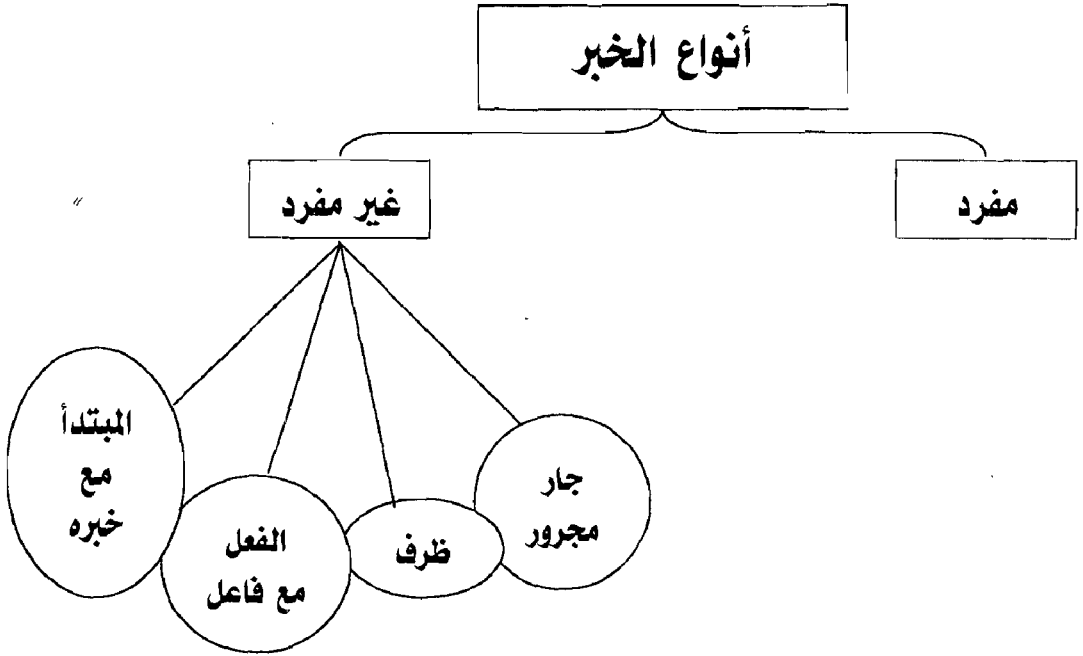 أنواع الخبر
مفرد
غير مفرد
جار
مجرور
ظرف
الفعل
مع فاعل
المبتدأ
مع
خبره